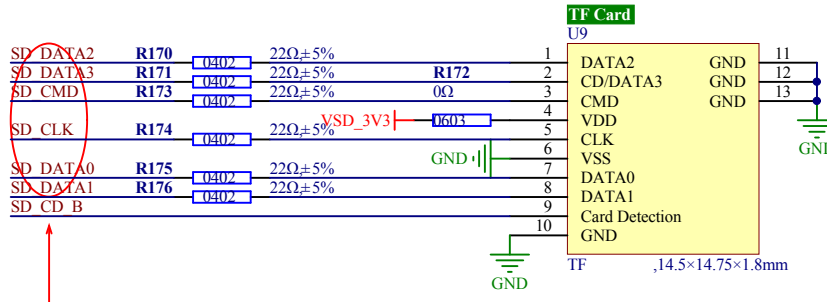 TF Card
U9
SD_DATA2 R170 0402 22Ω,±5% 1 DATA2 GND 11
SD_DATA3 R171 0402 22Ω,±5% R172 2 CD/DATA3 GND 12
SD_CMD R173 0402 22Ω,±5% 0Ω 3 CMD GND 13
VSD_3V3 0603 4 VDD
SD_CLK R174 0402 22Ω,±5% 5 CLK
GND 6 VSS
GND
SD_DATA0 R175 0402 22Ω,±5% 7 DATA0
SD_DATA1 R176 0402 22Ω,±5% 8 DATA1
SD_CD_B 9 Card Detection
10 GND
TF ,14.5×14.75×1.8mm
GND